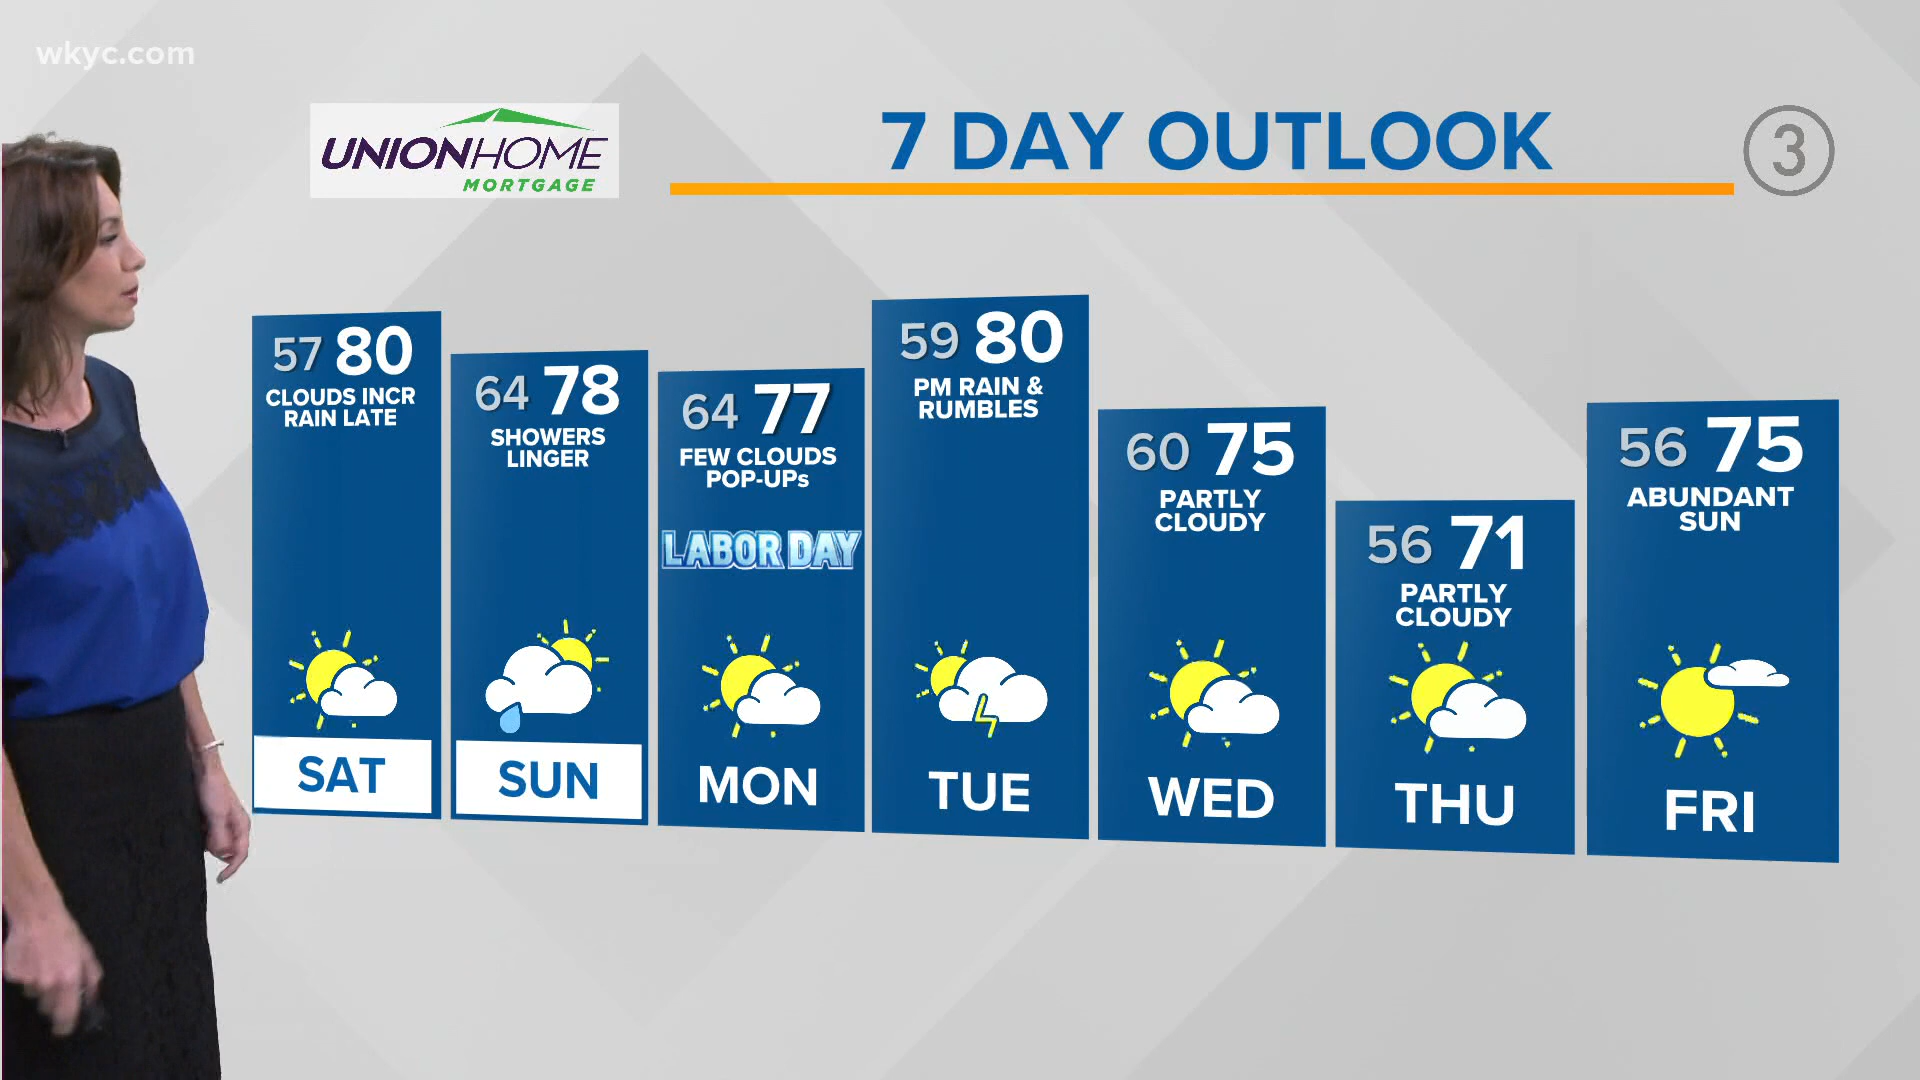 wkyc.com
UNIONHOME
MORTGAGE
7 DAY OUTLOOK
3
57 80
CLOUDS INCR
RAIN LATE
SAT
64 78
SHOWERS
LINGER
SUN
64 77
FEW CLOUDS
POP-UPs
LABOR DAY
MON
59 80
PM RAIN &
RUMBLES
TUE
60 75
PARTLY
CLOUDY
WED
56 71
PARTLY
CLOUDY
THU
56 75
ABUNDANT
SUN
FRI